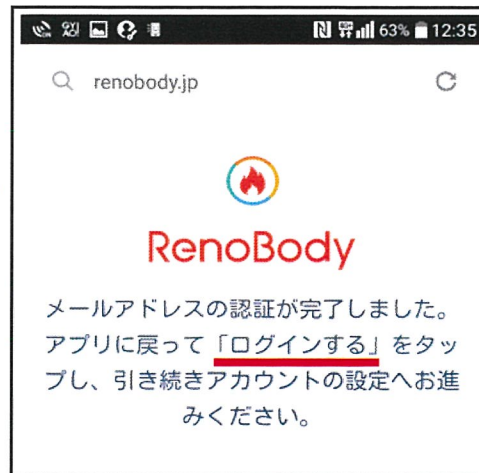 63% 12:35
renobody.jp
RenoBody
メールアドレスの認証が完了しました。
アプリに戻って「ログインする」をタッ
プし、引き続きアカウントの設定へお進
みください。